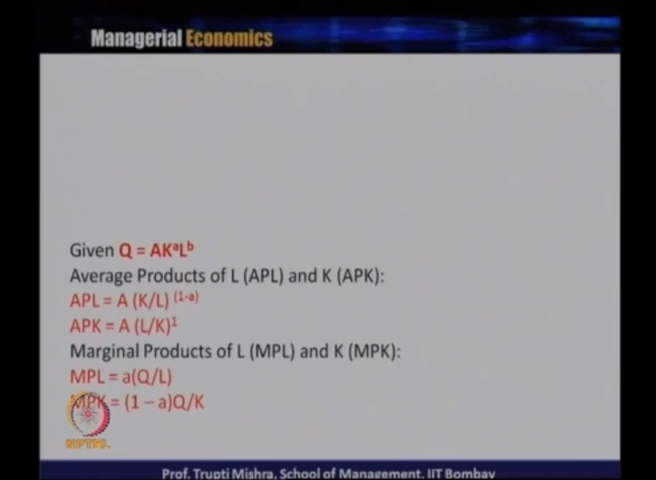 Managerial Economics
Given Q = AKᵃLᵇ
Average Products of L (APL) and K (APK):
APL = A (K/L) ⁽¹⁻ᵃ⁾
APK = A (L/K)¹
Marginal Products of L (MPL) and K (MPK):
MPL = a(Q/L)
MPK = (1 – a)Q/K
NPTEL
Prof. Trupti Mishra, School of Management, IIT Bombay